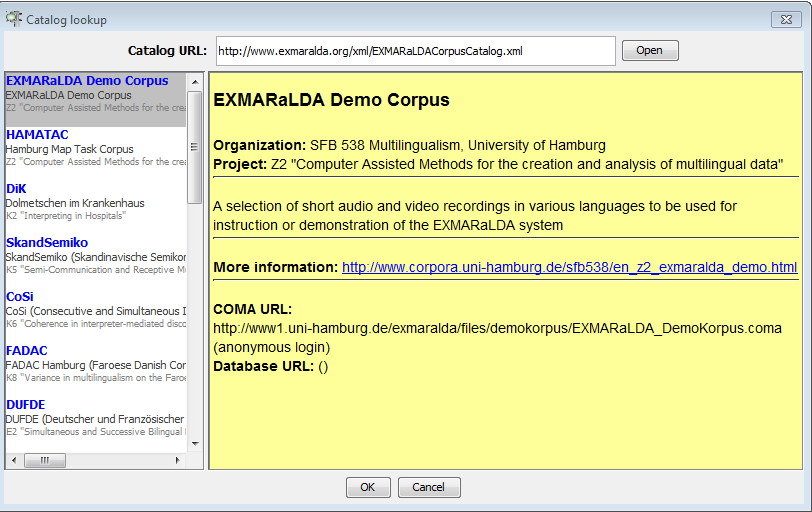 Catalog lookup
Catalog URL: http://www.exmaralda.org/xml/EXMARaLDACorpusCatalog.xml Open
EXMARaLDA Demo Corpus
EXMARaLDA Demo Corpus
Z2 "Computer Assisted Methods for the crea
HAMATAC
Hamburg Map Task Corpus
Z2 "Computer Assisted Methods for the crea
DiK
Dolmetschen im Krankenhaus
K2 "Interpreting in Hospitals"
SkandSemiko
SkandSemiko (Skandinavische Semikor
K5 "Semi-Communication and Receptive M
CoSi
CoSi (Consecutive and Simultaneous I
K6 "Coherence in interpreter-mediated disco
FADAC
FADAC Hamburg (Faroese Danish Cor
K8 "Variance in multilingualism on the Faroe
DUFDE
DUFDE (Deutscher und Französischer
E2 "Simultaneous and Successive Bilingual
EXMARaLDA Demo Corpus
Organization: SFB 538 Multilingualism, University of Hamburg
Project: Z2 "Computer Assisted Methods for the creation and analysis of multilingual data"
A selection of short audio and video recordings in various languages to be used for
instruction or demonstration of the EXMARaLDA system
More information: http://www.corpora.uni-hamburg.de/sfb538/en_z2_exmaralda_demo.html
COMA URL:
http://www1.uni-hamburg.de/exmaralda/files/demokorpus/EXMARaLDA_DemoKorpus.coma
(anonymous login)
Database URL: ()
OK Cancel